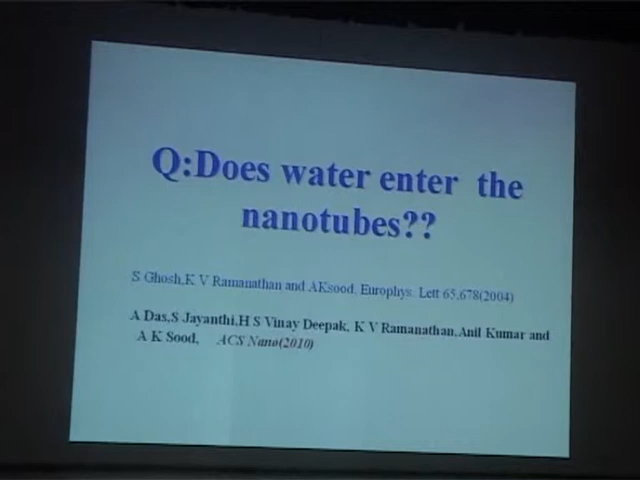 Q:Does water enter the
nanotubes??
S Ghosh,K V Ramanathan and AKsood, Europhys. Lett 65,678(2004)
A Das,S Jayanthi,H S Vinay Deepak, K V Ramanathan,Anil Kumar and
A K Sood, ACS Nano(2010)